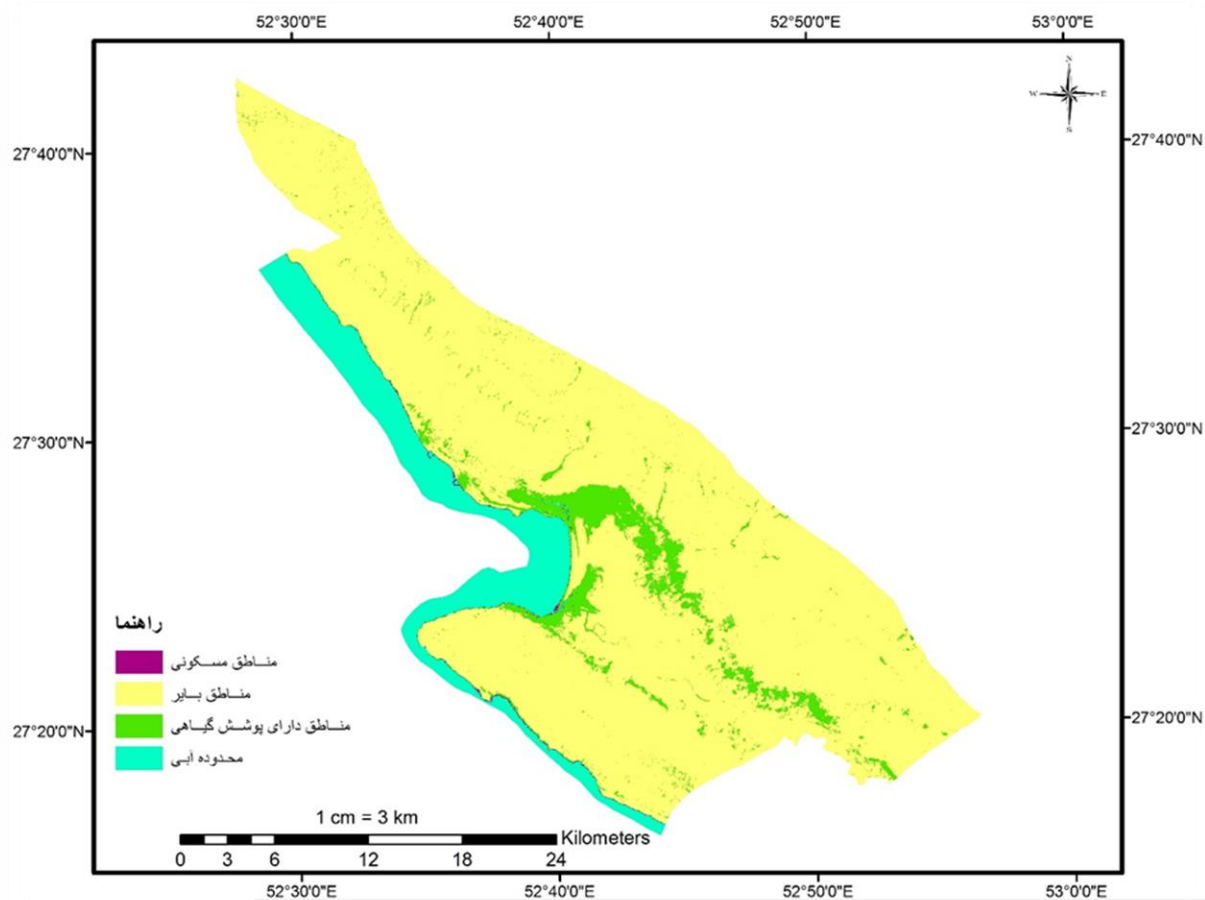 52°30'0"E 52°40'0"E 52°50'0"E 53°0'0"E
N
W E
S
27°40'0"N 27°40'0"N
27°30'0"N 27°30'0"N
راهنما
مناطق مسکونی
مناطق بایر
مناطق دارای پوشش گیاهی
محدوده آبی
27°20'0"N 27°20'0"N
1 cm = 3 km
Kilometers
0 3 6 12 18 24
52°30'0"E 52°40'0"E 52°50'0"E 53°0'0"E